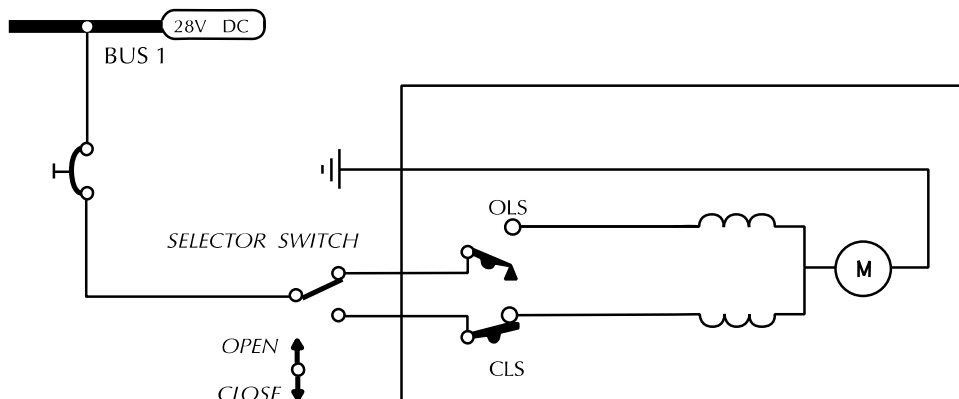 28V DC
BUS 1
OLS
SELECTOR SWITCH
M
OPEN
CLS
CLOSE